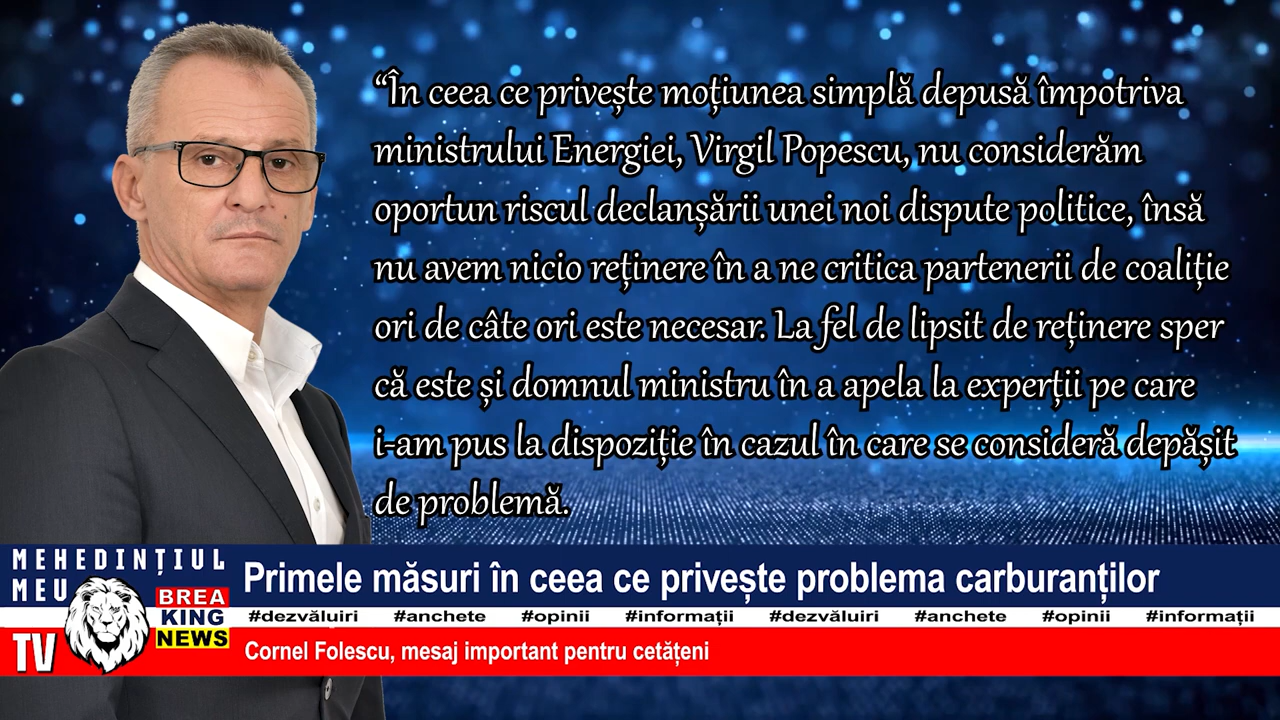 “În ceea ce privește moțiunea simplă depusă împotriva
ministrului Energiei, Virgil Popescu, nu considerăm
oportun riscul declanșării unei noi dispute politice, însă
nu avem nicio reținere în a ne critica partenerii de coaliție
ori de câte ori este necesar. La fel de lipsit de reținere sper
că este și domnul ministru în a apela la experții pe care
i-am pus la dispoziție în cazul în care se consideră depășit
de problemă.
MEHEDINȚIUL
MEU
TV
BREA
KING
NEWS
Primele măsuri în ceea ce privește problema carburanților
#dezvăluiri #anchete #opinii #informații #dezvăluiri #anchete #opinii #informații
Cornel Folescu, mesaj important pentru cetățeni